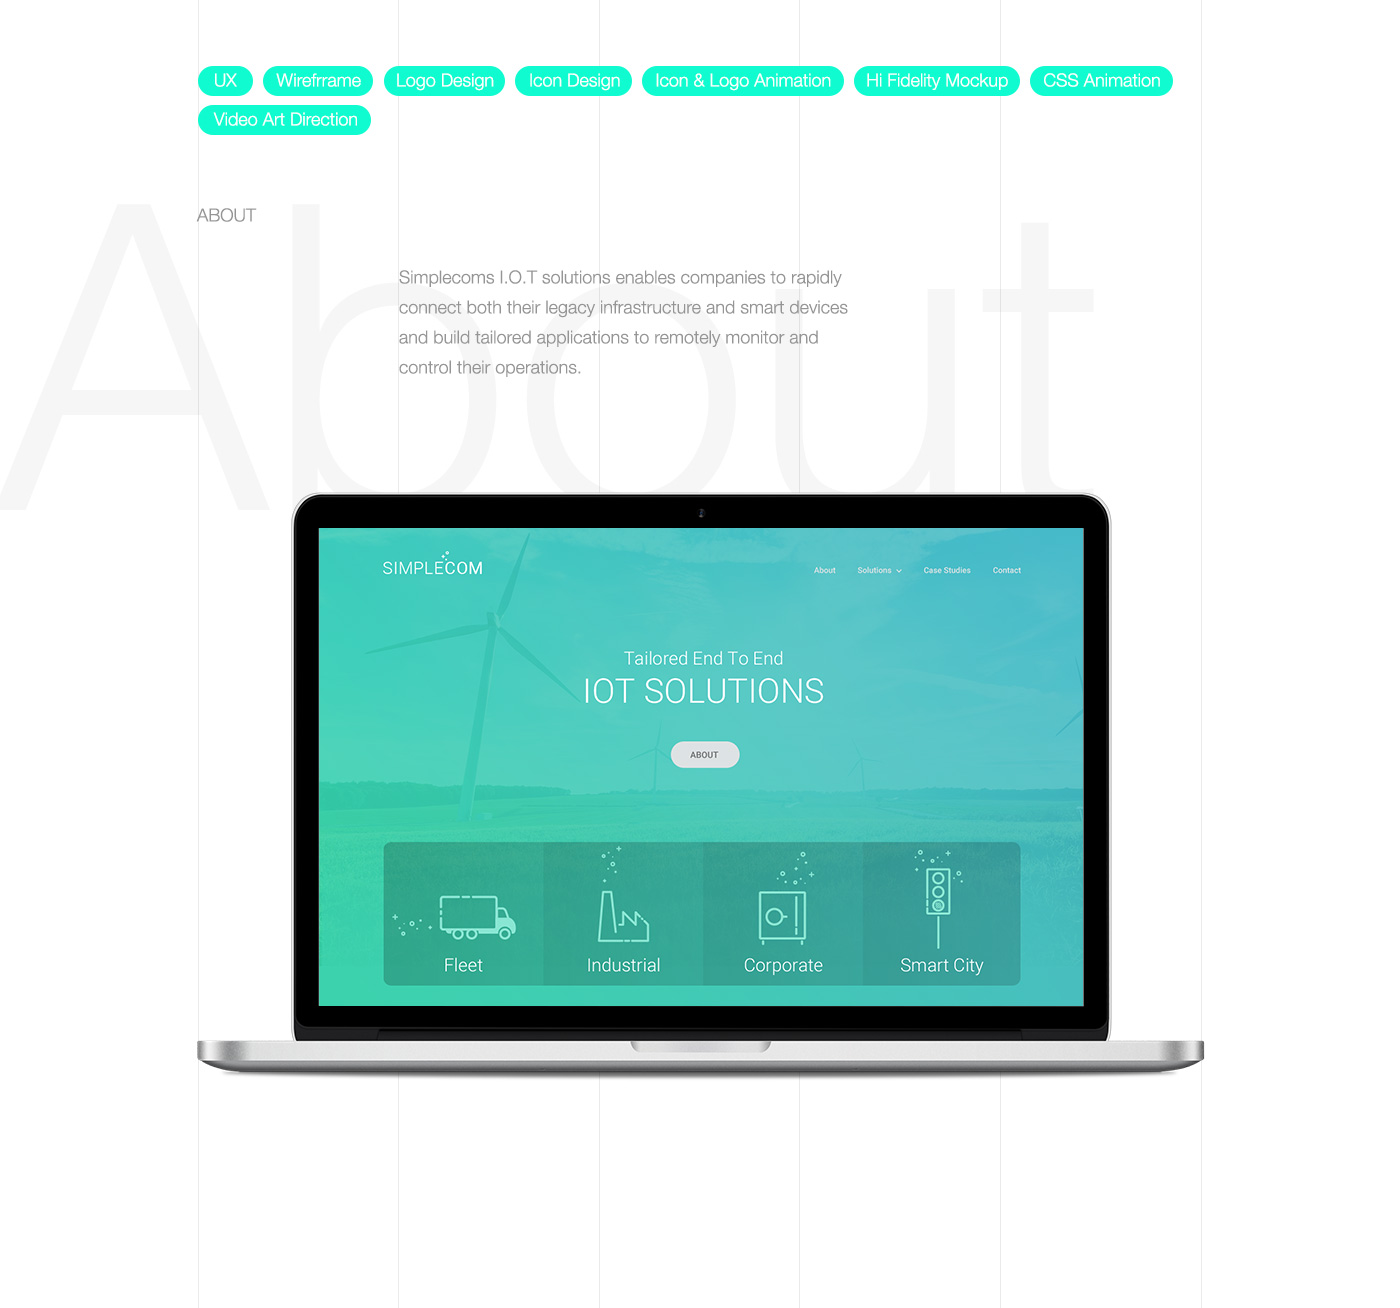 UX Wirefrrame Logo Design Icon Design Icon & Logo Animation Hi Fidelity Mockup CSS Animation
Video Art Direction
About
ABOUT
Simplecoms I.O.T solutions enables companies to rapidly
connect both their legacy infrastructure and smart devices
and build tailored applications to remotely monitor and
control their operations.
SIMPLECOM
About Solutions Case Studies Contact
Tailored End To End
IOT SOLUTIONS
ABOUT
Fleet Industrial Corporate Smart City